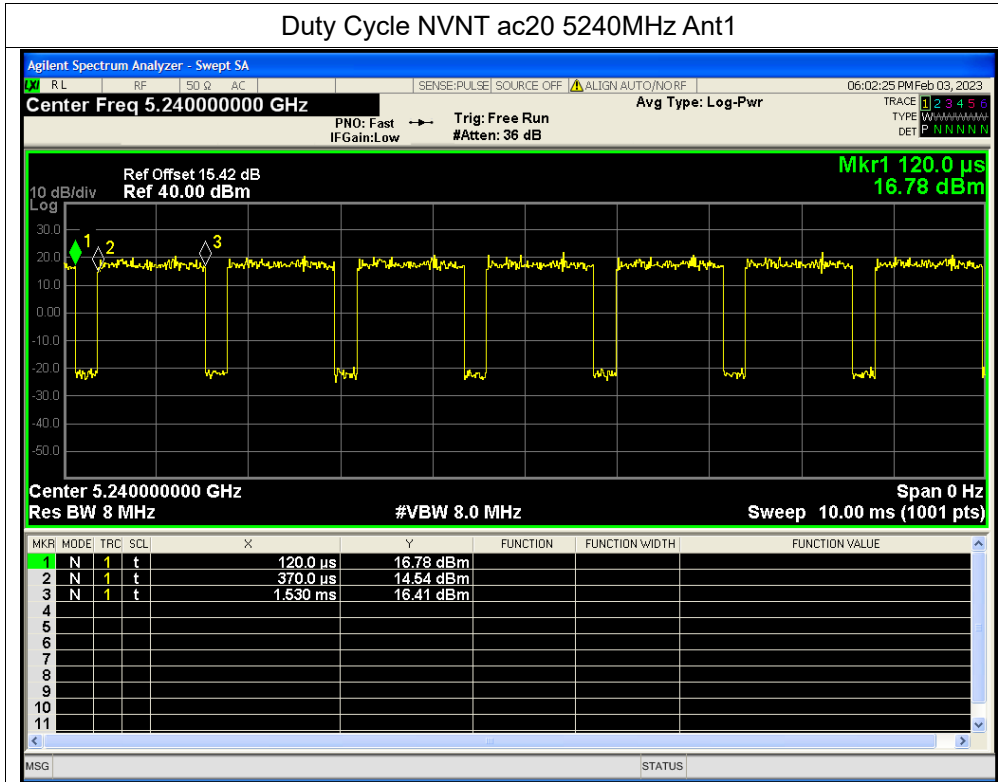 Duty Cycle NVNT ac20 5240MHz Ant1
Agilent Spectrum Analyzer - Swept SA
LXI RL RF 50 Ω AC SENSE:PULSE SOURCE OFF ALIGN AUTO/NO RF 06:02:25 PM Feb 03, 2023
Center Freq 5.240000000 GHz Avg Type: Log-Pwr TRACE 1 2 3 4 5 6
PNO: Fast Trig: Free Run TYPE W
IFGain:Low #Atten: 36 dB DET P N N N N N
Mkr1 120.0 µs
Ref Offset 15.42 dB
10 dB/div Ref 40.00 dBm 16.78 dBm
Log
30.0
1 2 3
20.0
10.0
0.00
-10.0
-20.0
-30.0
-40.0
-50.0
Center 5.240000000 GHz Span 0 Hz
Res BW 8 MHz #VBW 8.0 MHz Sweep 10.00 ms (1001 pts)
MKR MODE TRC SCL X Y FUNCTION FUNCTION WIDTH FUNCTION VALUE
1 N 1 t 120.0 µs 16.78 dBm
2 N 1 t 370.0 µs 14.54 dBm
3 N 1 t 1.530 ms 16.41 dBm
4
5
6
7
8
9
10
11
MSG STATUS